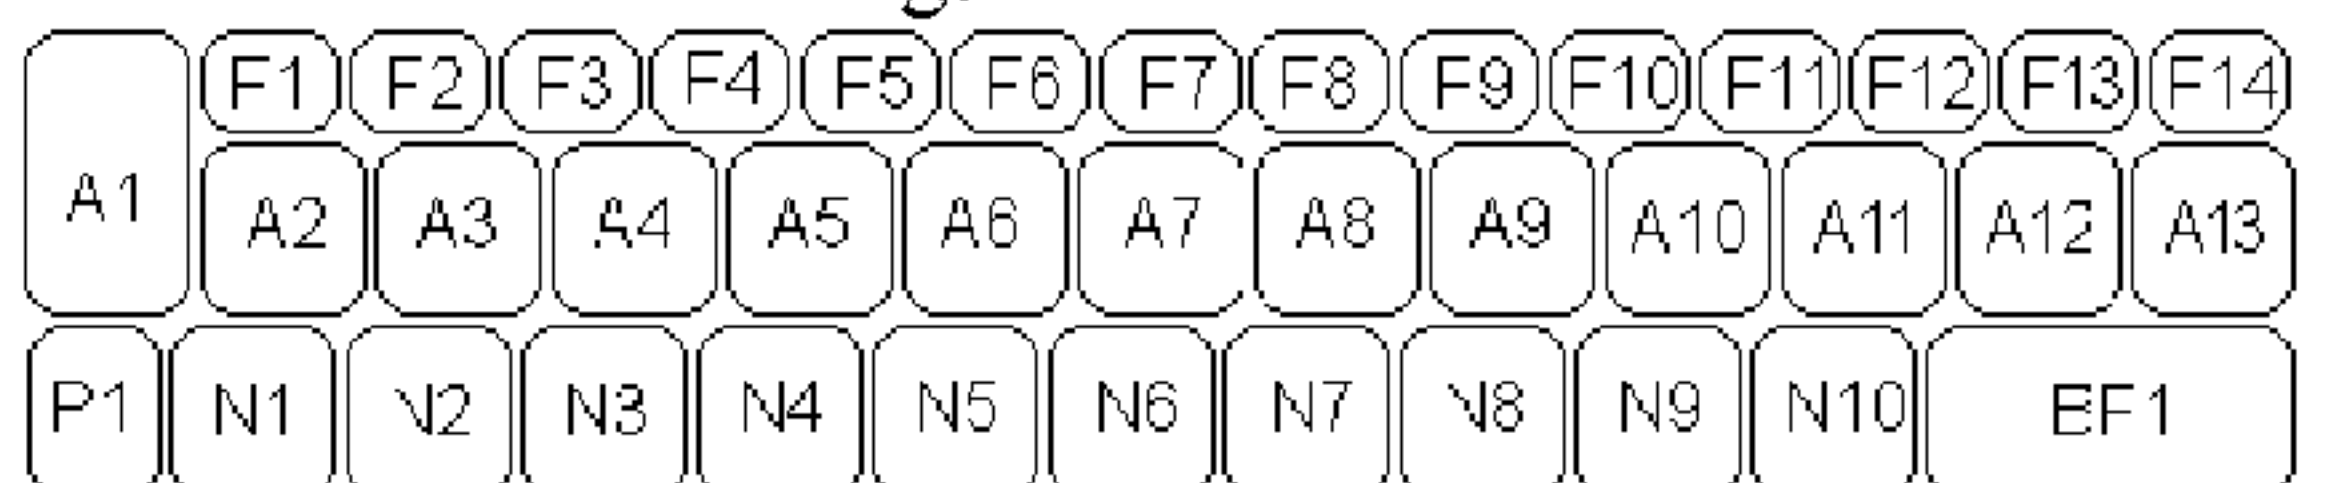 F1 F2 F3 F4 F5 F6 F7 F8 F9 F10 F11 F12 F13 F14
A1 A2 A3 A4 A5 A6 A7 A8 A9 A10 A11 A12 A13
P1 N1 N2 N3 N4 N5 N6 N7 N8 N9 N10 EF1